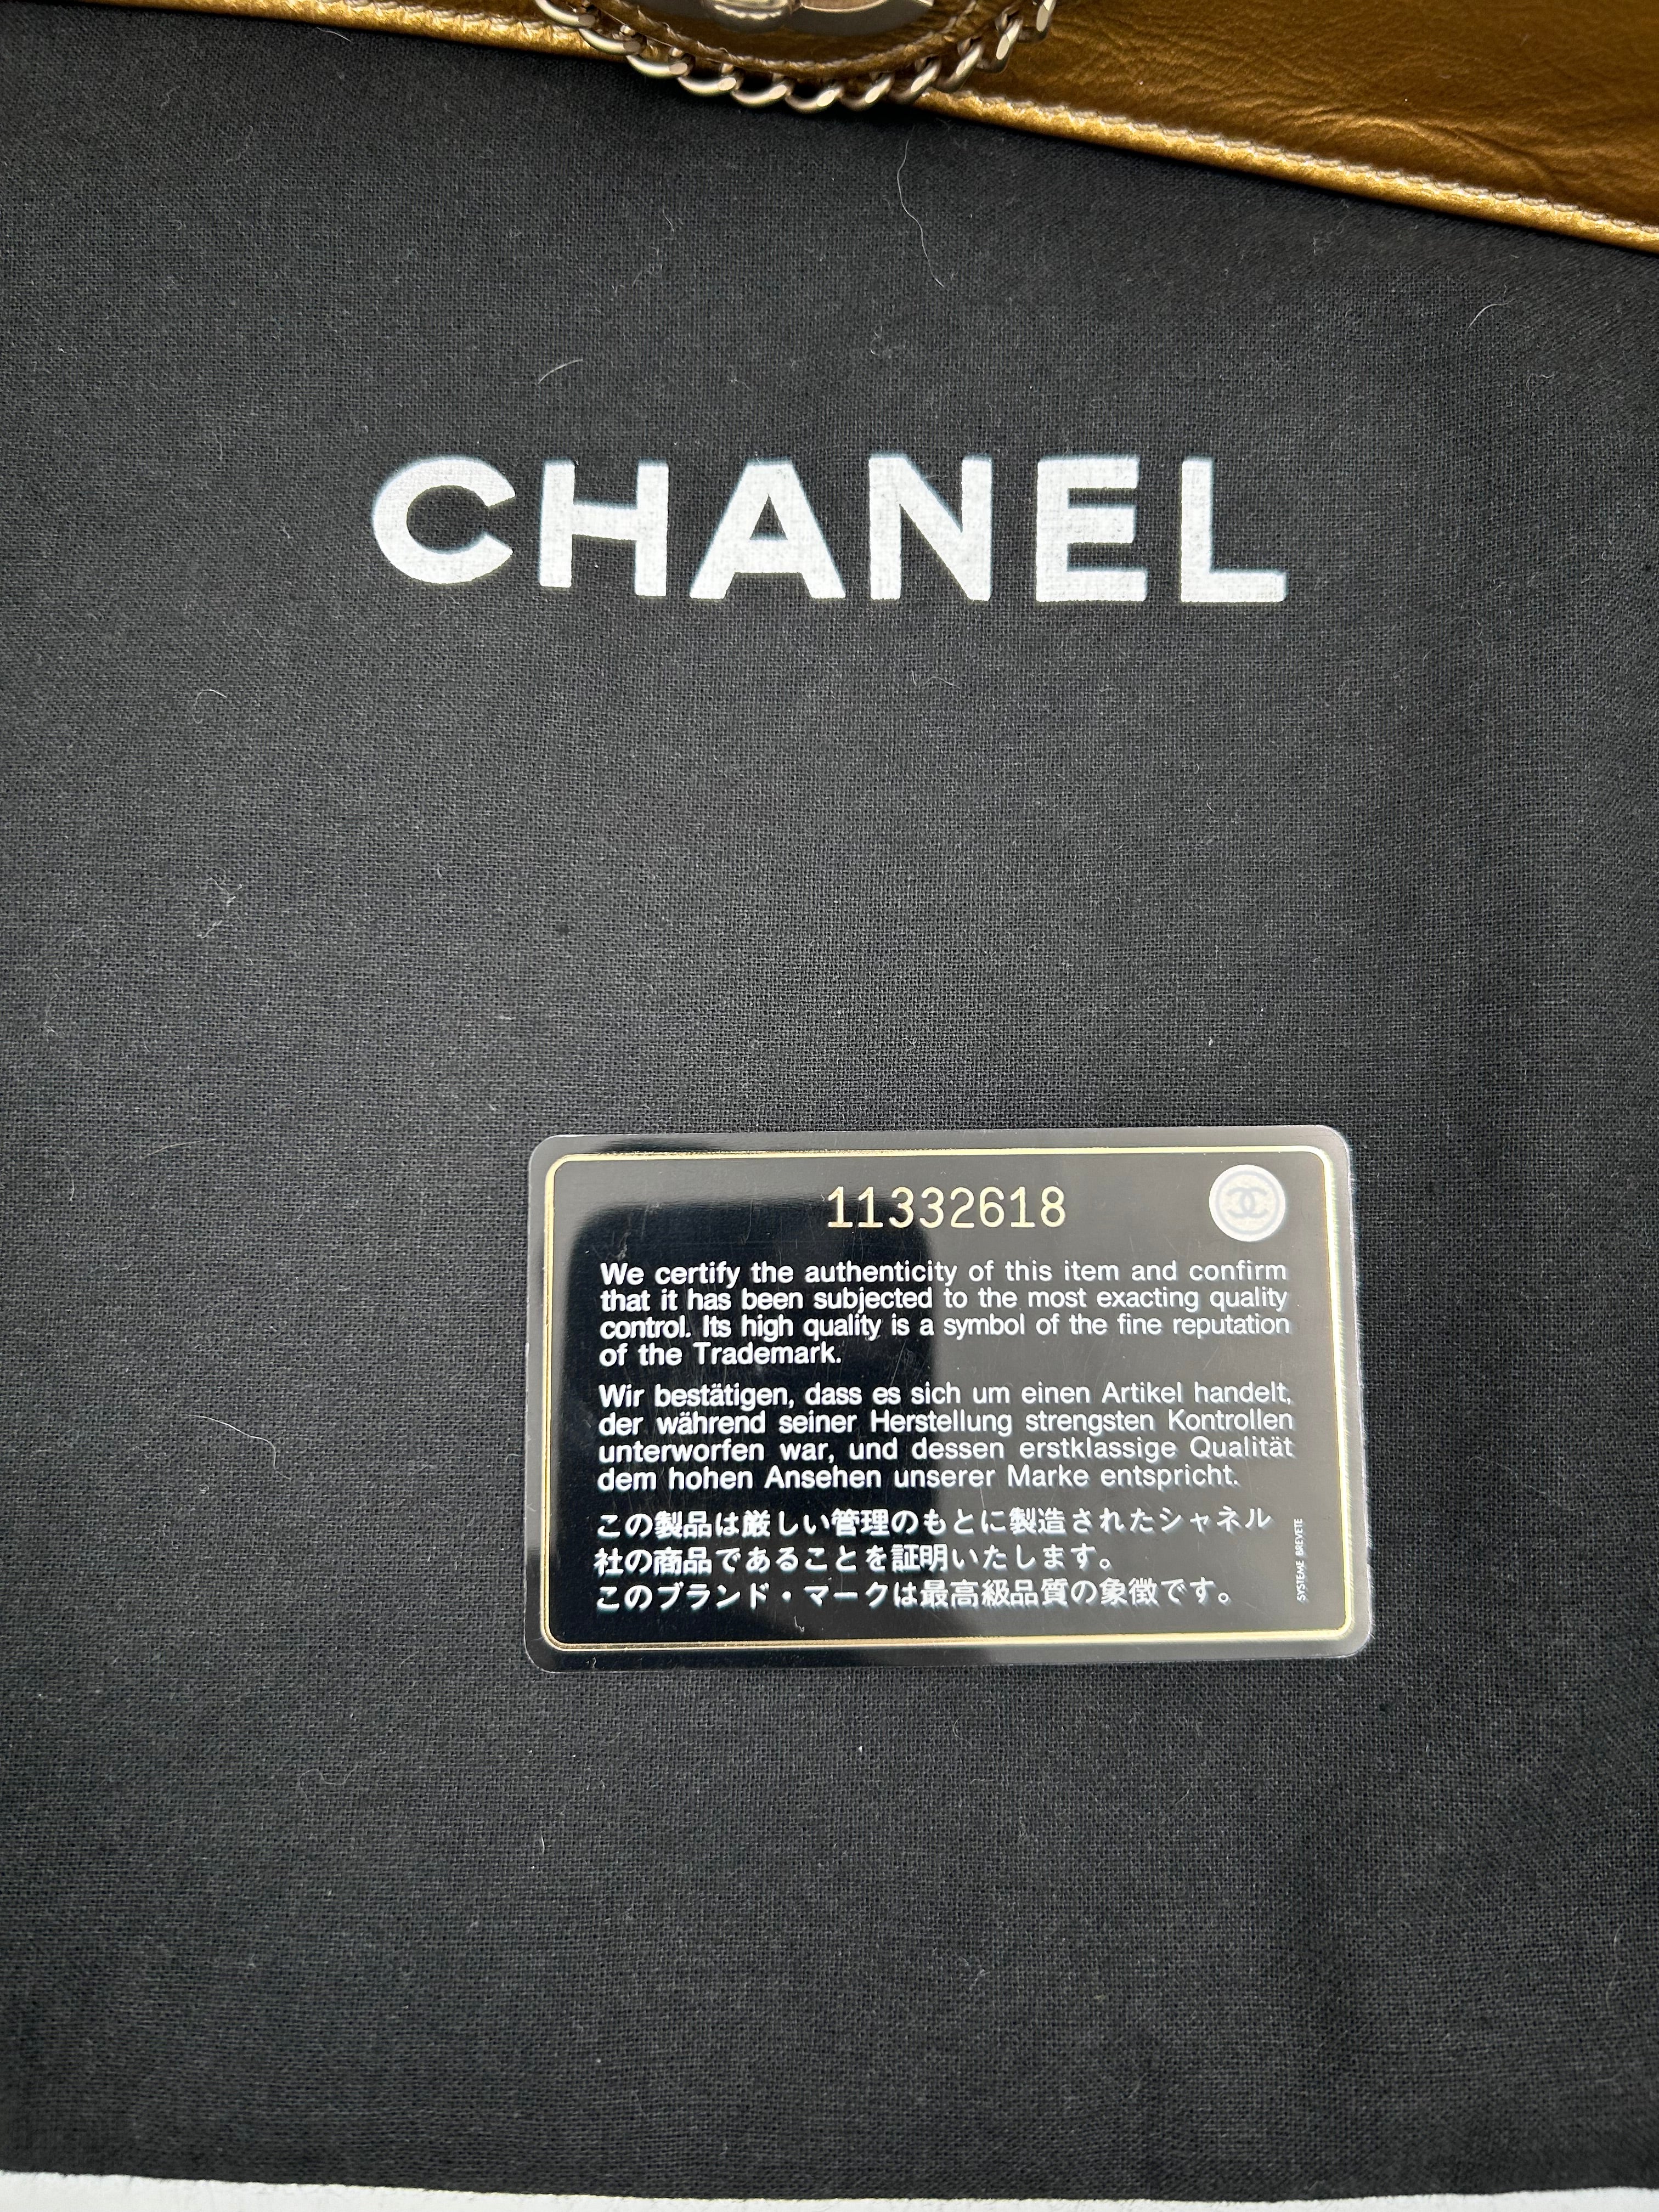 CHANEL
11332618
We certify the authenticity of this item and confirm
that it has been subjected to the most exacting quality
control. Its high quality is a symbol of the fine reputation
of the Trademark.
Wir bestätigen, dass es sich um einen Artikel handelt,
der während seiner Herstellung strengsten Kontrollen
unterworfen war, und dessen erstklassige Qualität
dem hohen Ansehen unserer Marke entspricht.
この製品は厳しい管理のもとに製造されたシャネル
社の商品であることを証明いたします。
このブランド・マークは最高級品質の象徴です。
SYSTEME BREVETE